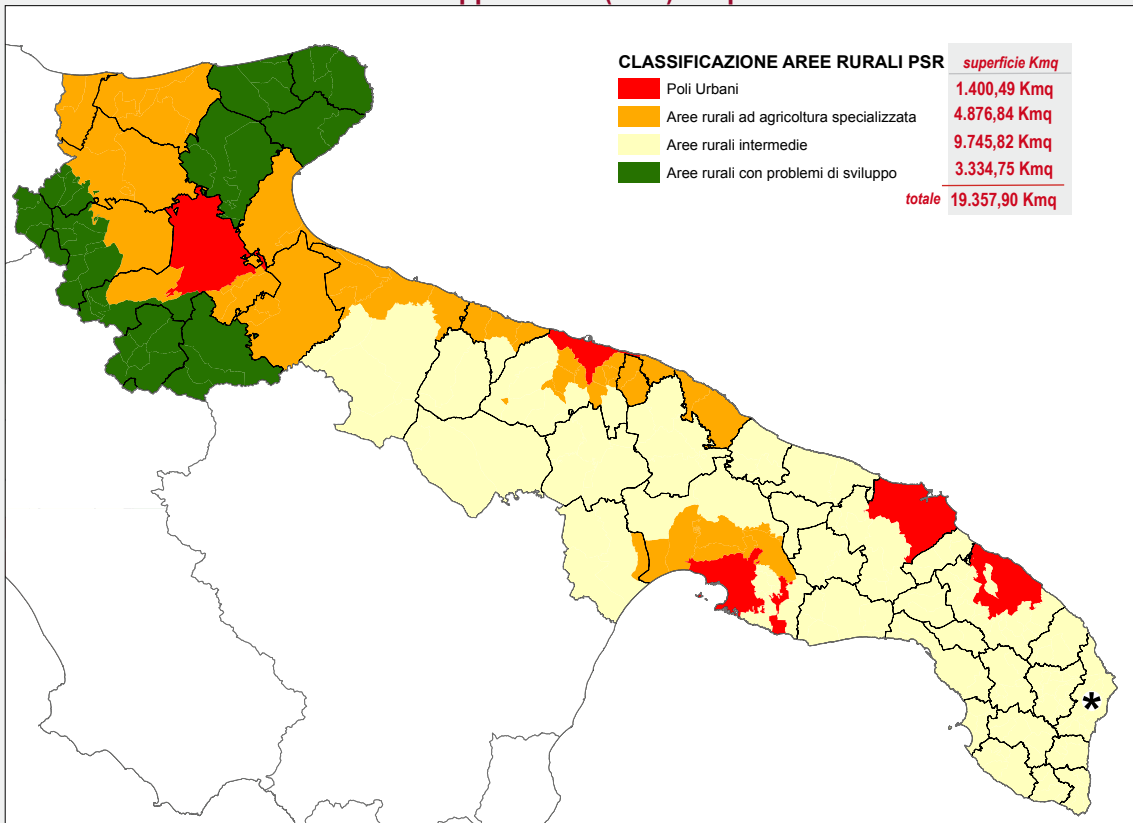 CLASSIFICAZIONE AREE RURALI PSR superficie Kmq
Poli Urbani 1.400,49 Kmq
Aree rurali ad agricoltura specializzata 4.876,84 Kmq
Aree rurali intermedie 9.745,82 Kmq
Aree rurali con problemi di sviluppo 3.334,75 Kmq
totale 19.357,90 Kmq
*